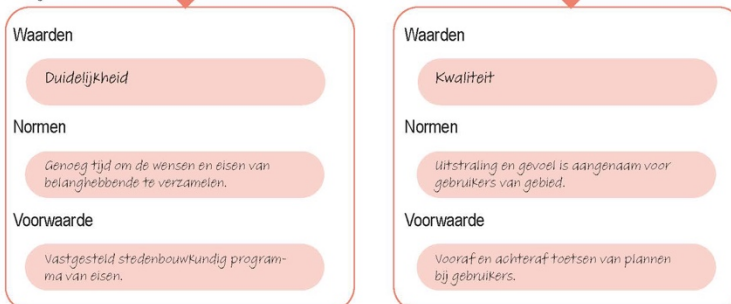 Waarden
Duidelijkheid
Normen
Genoeg tijd om de wensen en eisen van
belanghebbende te verzamelen.
Voorwaarde
Vastgesteld stedenbouwkundig program-
ma van eisen.
Waarden
Kwaliteit
Normen
Uitstraling en gevoel is aangenaam voor
gebruikers van gebied.
Voorwaarde
Vooraf en achteraf toetsen van plannen
bij gebruikers.